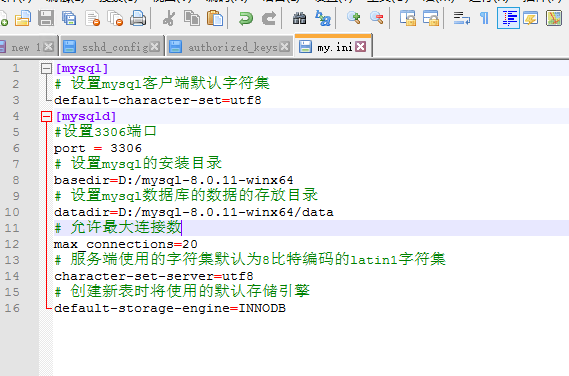 new 1
sshd_config
authorized_keys
my.ini
1 [mysql]
2 # 设置mysql客户端默认字符集
3 default-character-set=utf8
4 [mysqld]
5 #设置3306端口
6 port = 3306
7 # 设置mysql的安装目录
8 basedir=D:/mysql-8.0.11-winx64
9 # 设置mysql数据库的数据的存放目录
10 datadir=D:/mysql-8.0.11-winx64/data
11 # 允许最大连接数
12 max_connections=20
13 # 服务端使用的字符集默认为8比特编码的latin1字符集
14 character-set-server=utf8
15 # 创建新表时将使用的默认存储引擎
16 default-storage-engine=INNODB